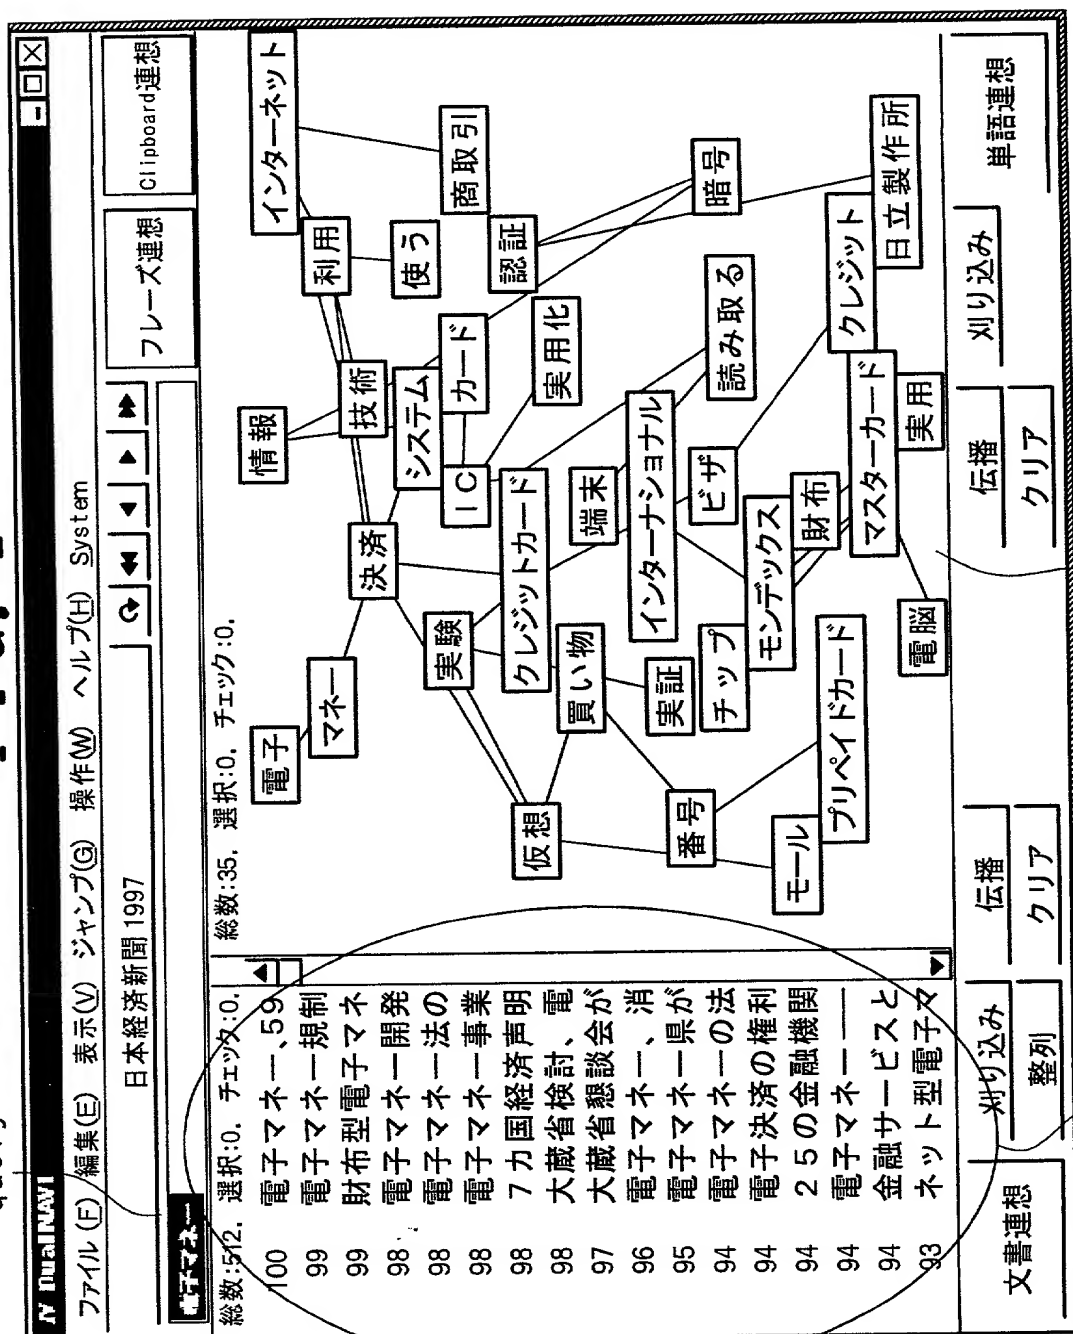 DualNAVI
ファイル(F) 編集(E) 表示(V) ジャンプ(G) 操作(W) ヘルプ(H) System
日本経済新聞 1997
フレーズ連想
Clipboard連想
電子マネー
総数:512. 選択:0. チェック:0.
100 電子マネー、59
99 電子マネー規制
99 財布型電子マネ
98 電子マネー開発
98 電子マネー法の
98 電子マネー事業
98 7カ国経済声明
98 大蔵省検討、電
97 大蔵省懇談会が
96 電子マネー、消
95 電子マネー県が
94 電子マネーの法
94 電子決済の権利
94 25の金融機関
94 電子マネー——
94 金融サービスと
93 ネット型電子マ
総数:35. 選択:0. チェック:0.
電子
マネー
情報
インターネット
利用
技術
決済
使う
システム
商取引
カード
IC
実験
認証
実用化
クレジットカード
仮想
買い物
端末
インターナショナル
実証
番号
暗号
読み取る
ビザ
チップ
モンデックス
財布
モール
プリペイドカード
クレジット
マスターカード
日立製作所
電脳
実用
文書連想
刈り込み
伝播
整列
クリア
伝播
刈り込み
クリア
単語連想